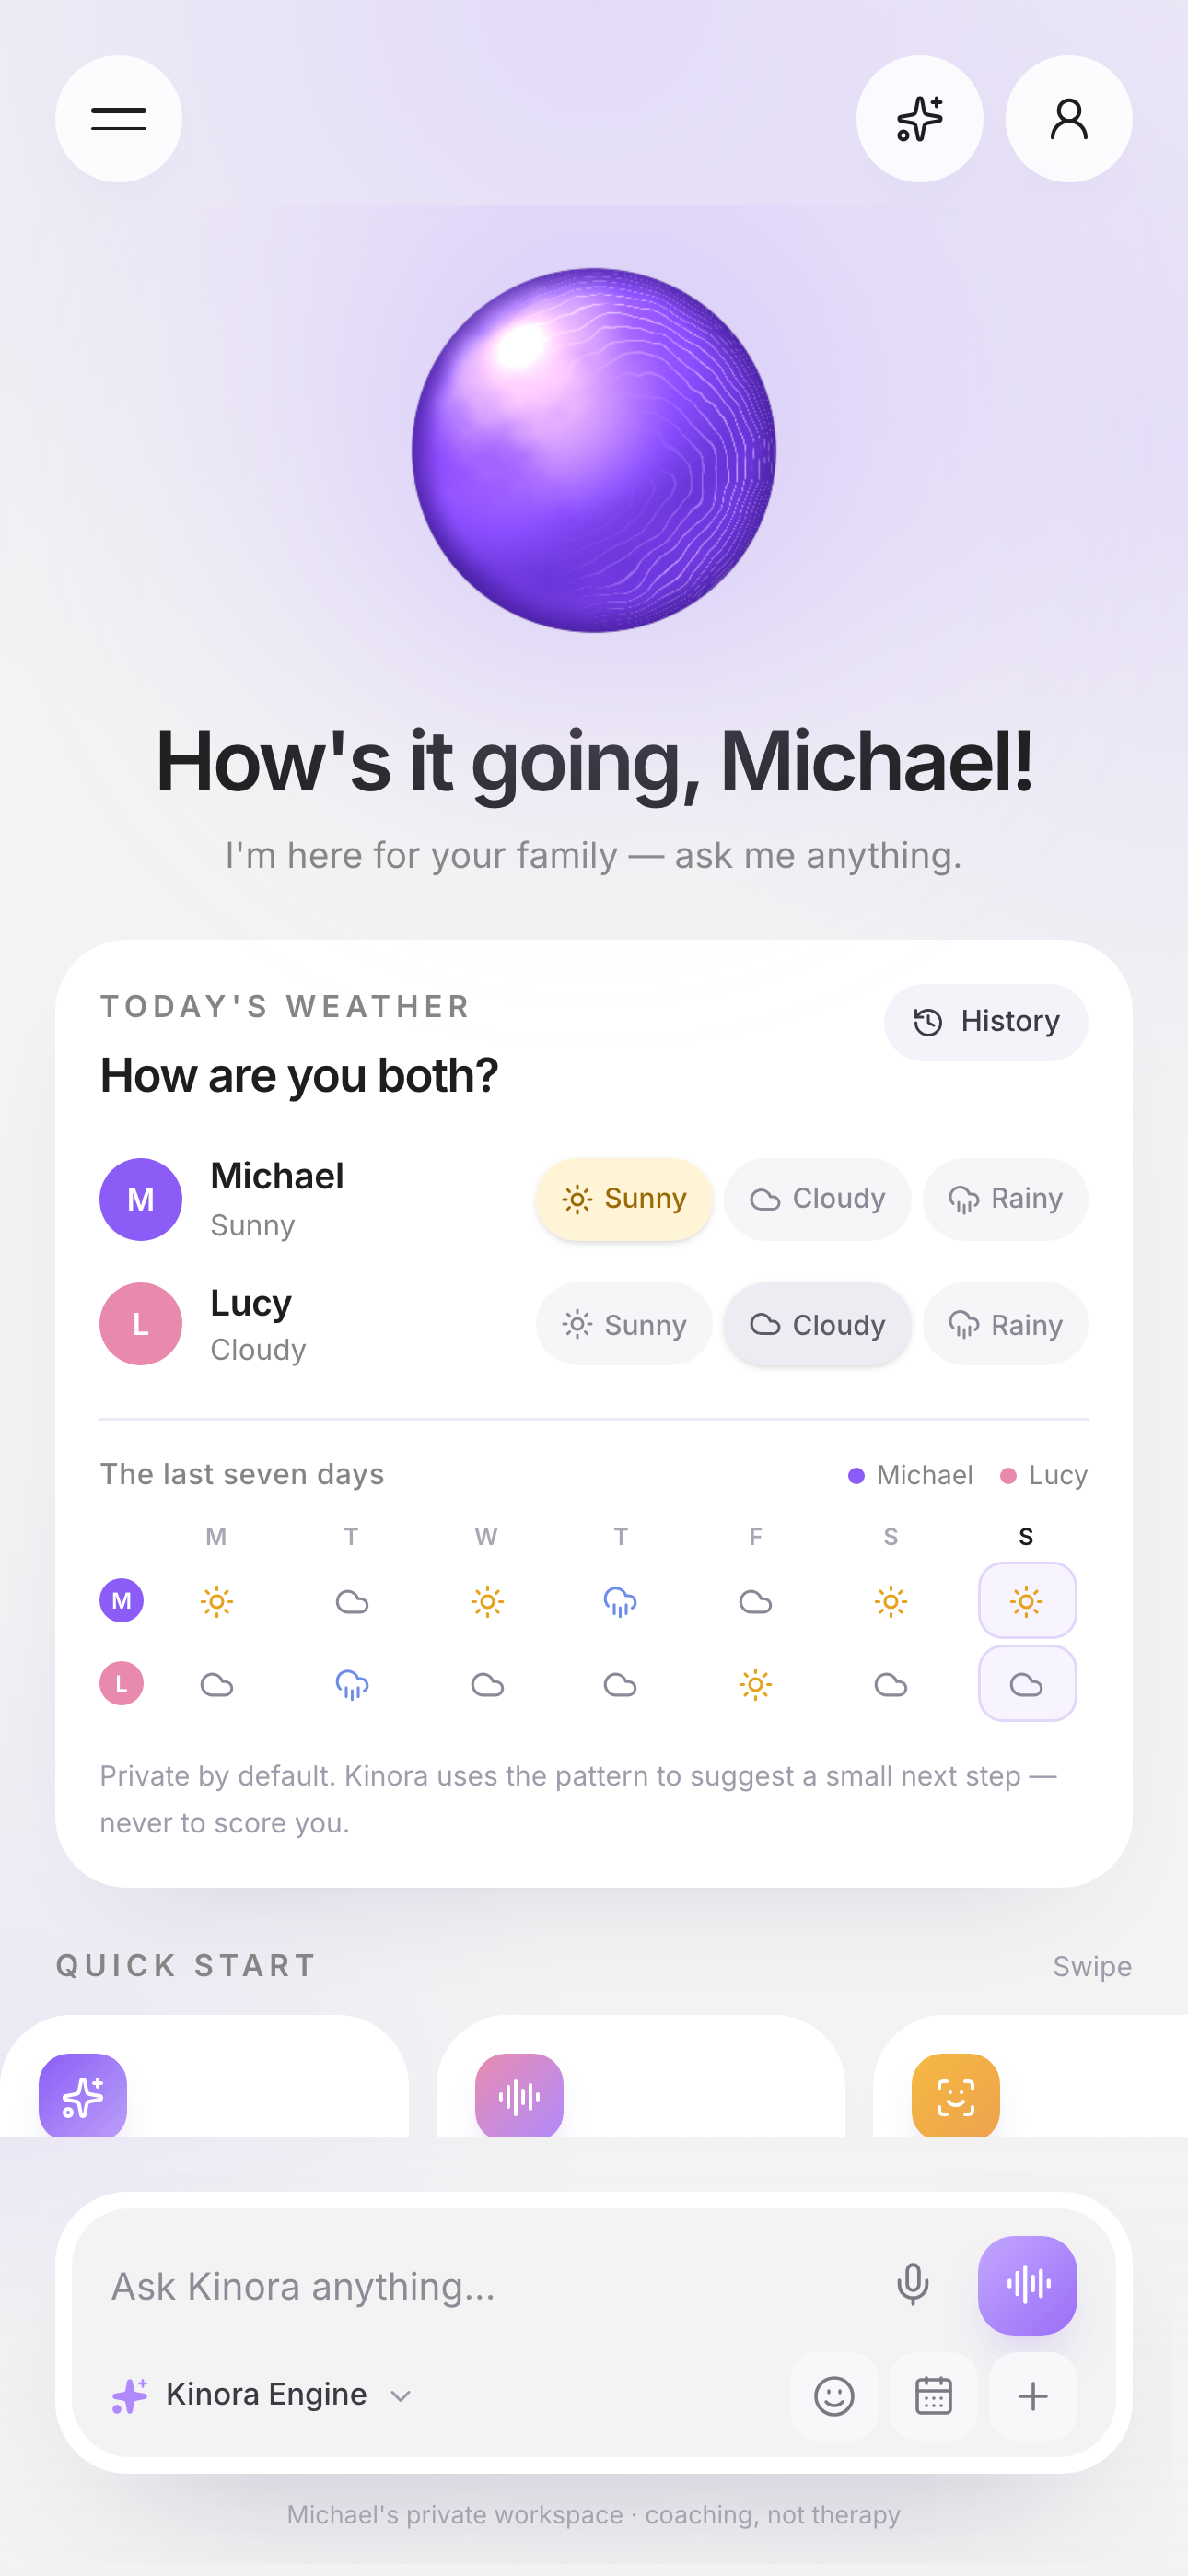 How's it going, Michael!
I'm here for your family — ask me anything.
TODAY'S WEATHER
History
How are you both?
M
Michael
Sunny
Sunny
Cloudy
Rainy
L
Lucy
Cloudy
Sunny
Cloudy
Rainy
The last seven days
Michael
Lucy
M T W T F S S
M
L
Private by default. Kinora uses the pattern to suggest a small next step —
never to score you.
QUICK START
Swipe
Ask Kinora anything...
Kinora Engine
Michael's private workspace · coaching, not therapy